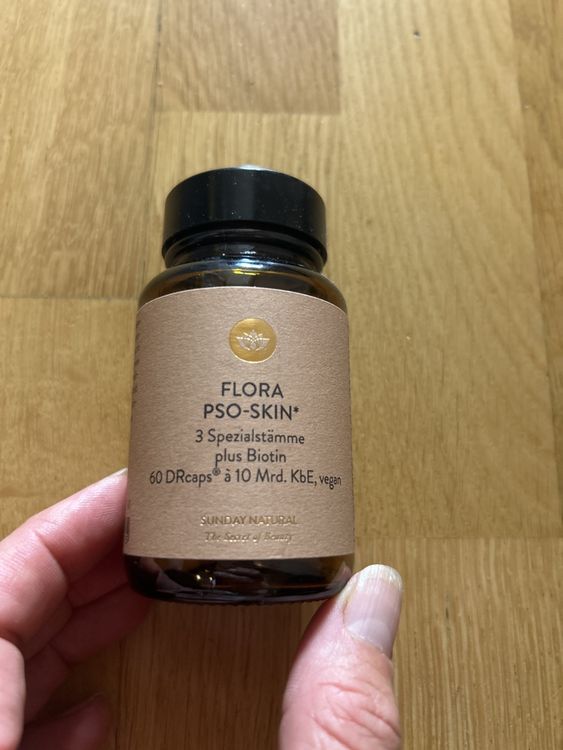 FLORA
PSO-SKIN*
3 Spezialstämme
plus Biotin
60 DRcaps® à 10 Mrd. KbE, vegan
SUNDAY NATURAL
The Secret of Beauty